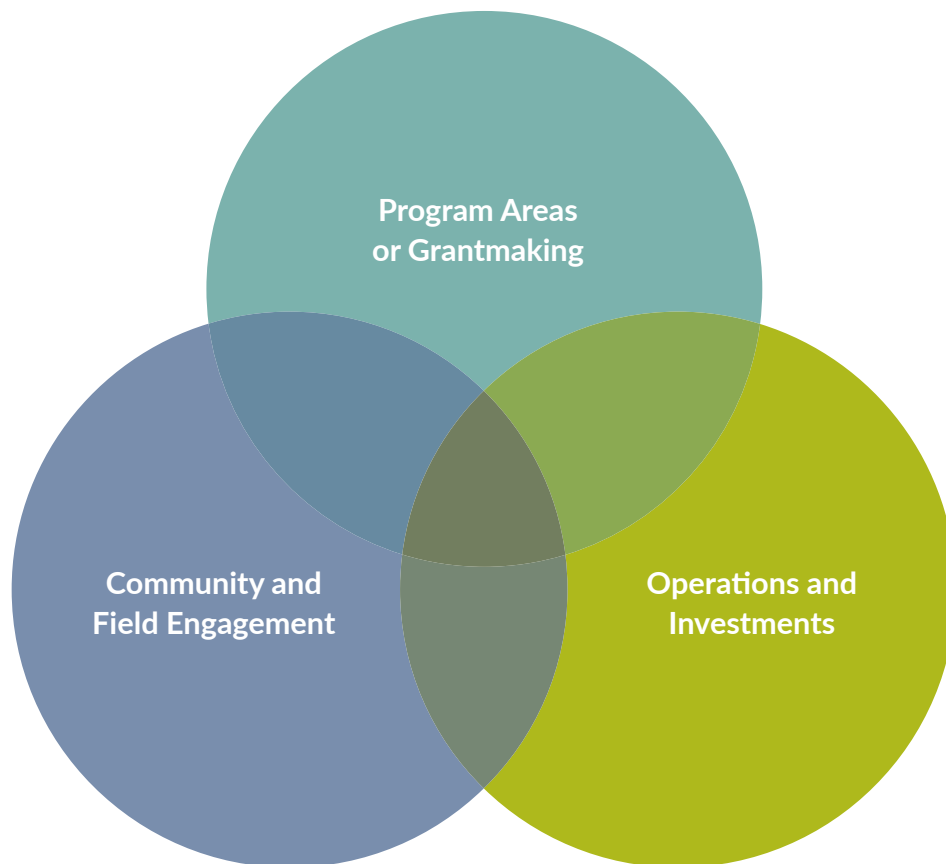 Program Areas
or Grantmaking
Community and
Field Engagement
Operations and
Investments